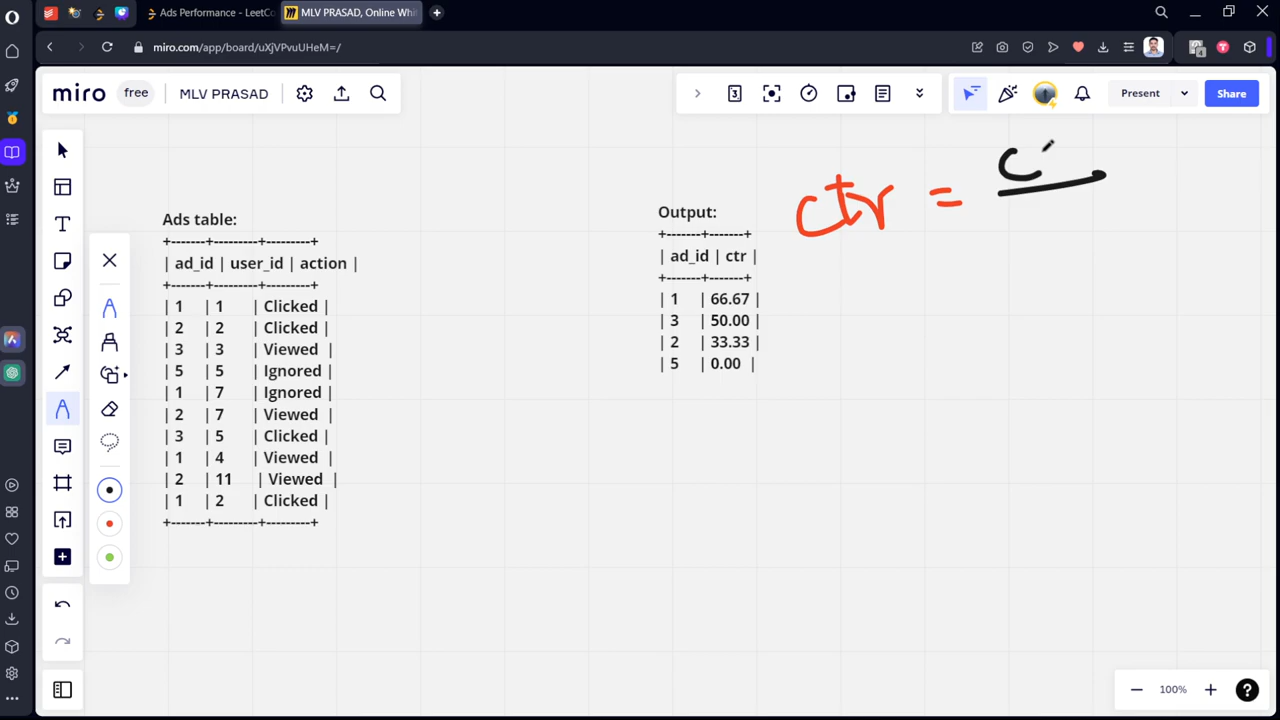 Ads Performance - LeetCo
MLV PRASAD, Online Whi
miro.com/app/board/uXjVPvuUHeM=/
4
miro
free
MLV PRASAD
3
Present
Share
ctr = C
Ads table:
+-------+---------+---------+
| ad_id | user_id | action |
+-------+---------+---------+
| 1 | 1 | Clicked |
| 2 | 2 | Clicked |
| 3 | 3 | Viewed |
| 5 | 5 | Ignored |
| 1 | 7 | Ignored |
| 2 | 7 | Viewed |
| 3 | 5 | Clicked |
| 1 | 4 | Viewed |
| 2 | 11 | Viewed |
| 1 | 2 | Clicked |
+-------+---------+---------+
Output:
+-------+-------+
| ad_id | ctr |
+-------+-------+
| 1 | 66.67 |
| 3 | 50.00 |
| 2 | 33.33 |
| 5 | 0.00 |
100%